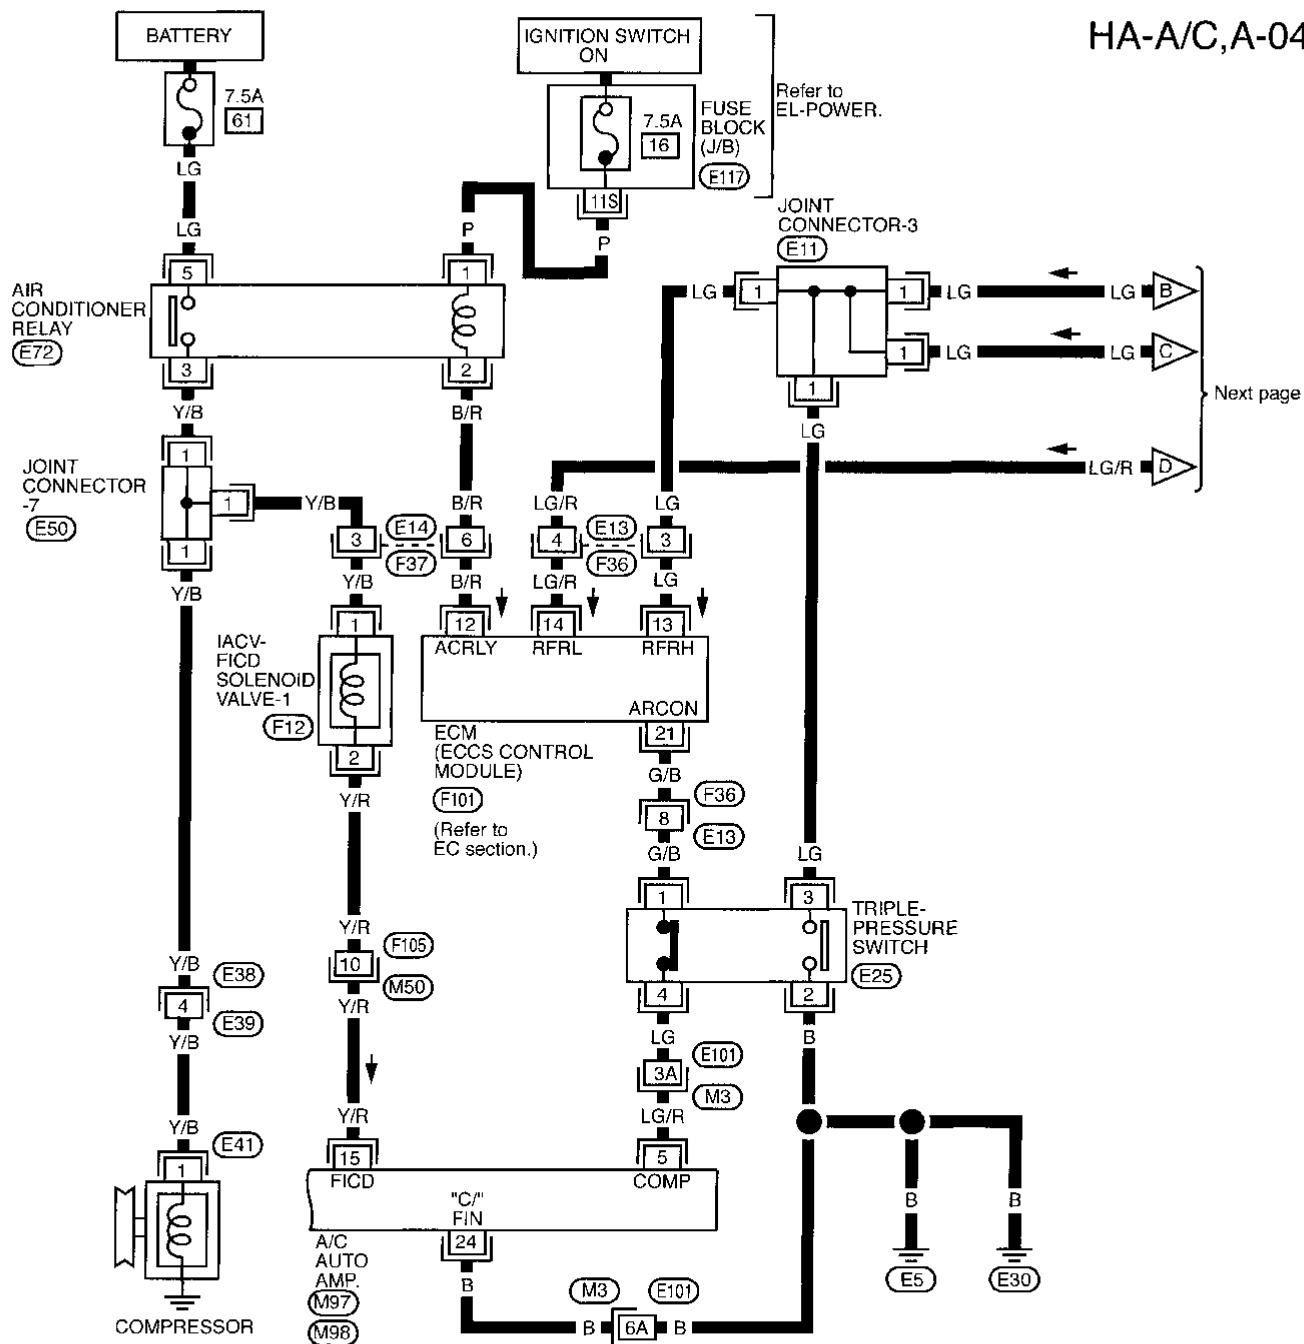 HA-A/C,A-04
BATTERY
7.5A
61
LG
LG
IGNITION SWITCH
ON
7.5A
16
FUSE
BLOCK
(J/B)
E117
Refer to
EL-POWER.
11S
P
P
JOINT
CONNECTOR-3
E11
5
1
AIR
CONDITIONER
RELAY
E72
3
2
LG
1
1
LG
LG
B
1
LG
LG
C
1
LG
Next page
LG/R
D
Y/B
B/R
JOINT
CONNECTOR
-7
E50
1
1
Y/B
1
Y/B
B/R
LG/R
LG
3
E14
F37
6
4
E13
F36
3
Y/B
B/R
LG/R
LG
1
12
14
13
ACRLY
RFRL
RFRH
ARCON
21
IACV-
FICD
SOLENOID
VALVE-1
F12
2
Y/R
ECM
(ECCS CONTROL
MODULE)
F101
(Refer to
EC section.)
G/B
F36
8
E13
G/B
LG
1
3
TRIPLE-
PRESSURE
SWITCH
E25
4
2
Y/R
F105
10
M50
Y/R
Y/B
E38
4
E39
Y/B
LG
B
E101
3A
M3
LG/R
Y/R
Y/B
E41
1
15
5
FICD
COMP
"C/"
FIN
24
A/C
AUTO
AMP.
M97
M98
B
M3
E101
B
6A
B
B
B
E5
E30
COMPRESSOR